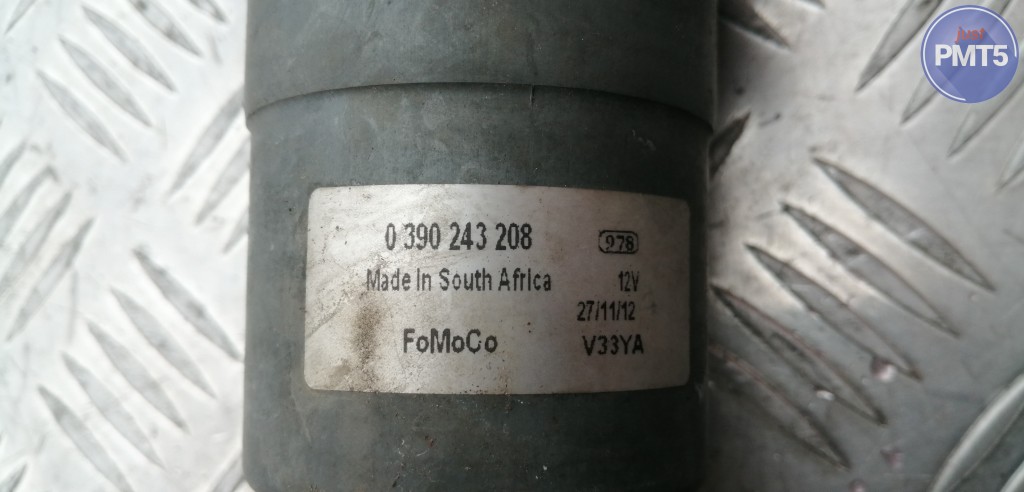 PMT5
0 390 243 208
978
Made In South Africa
12V
27/11/12
FoMoCo
V33YA